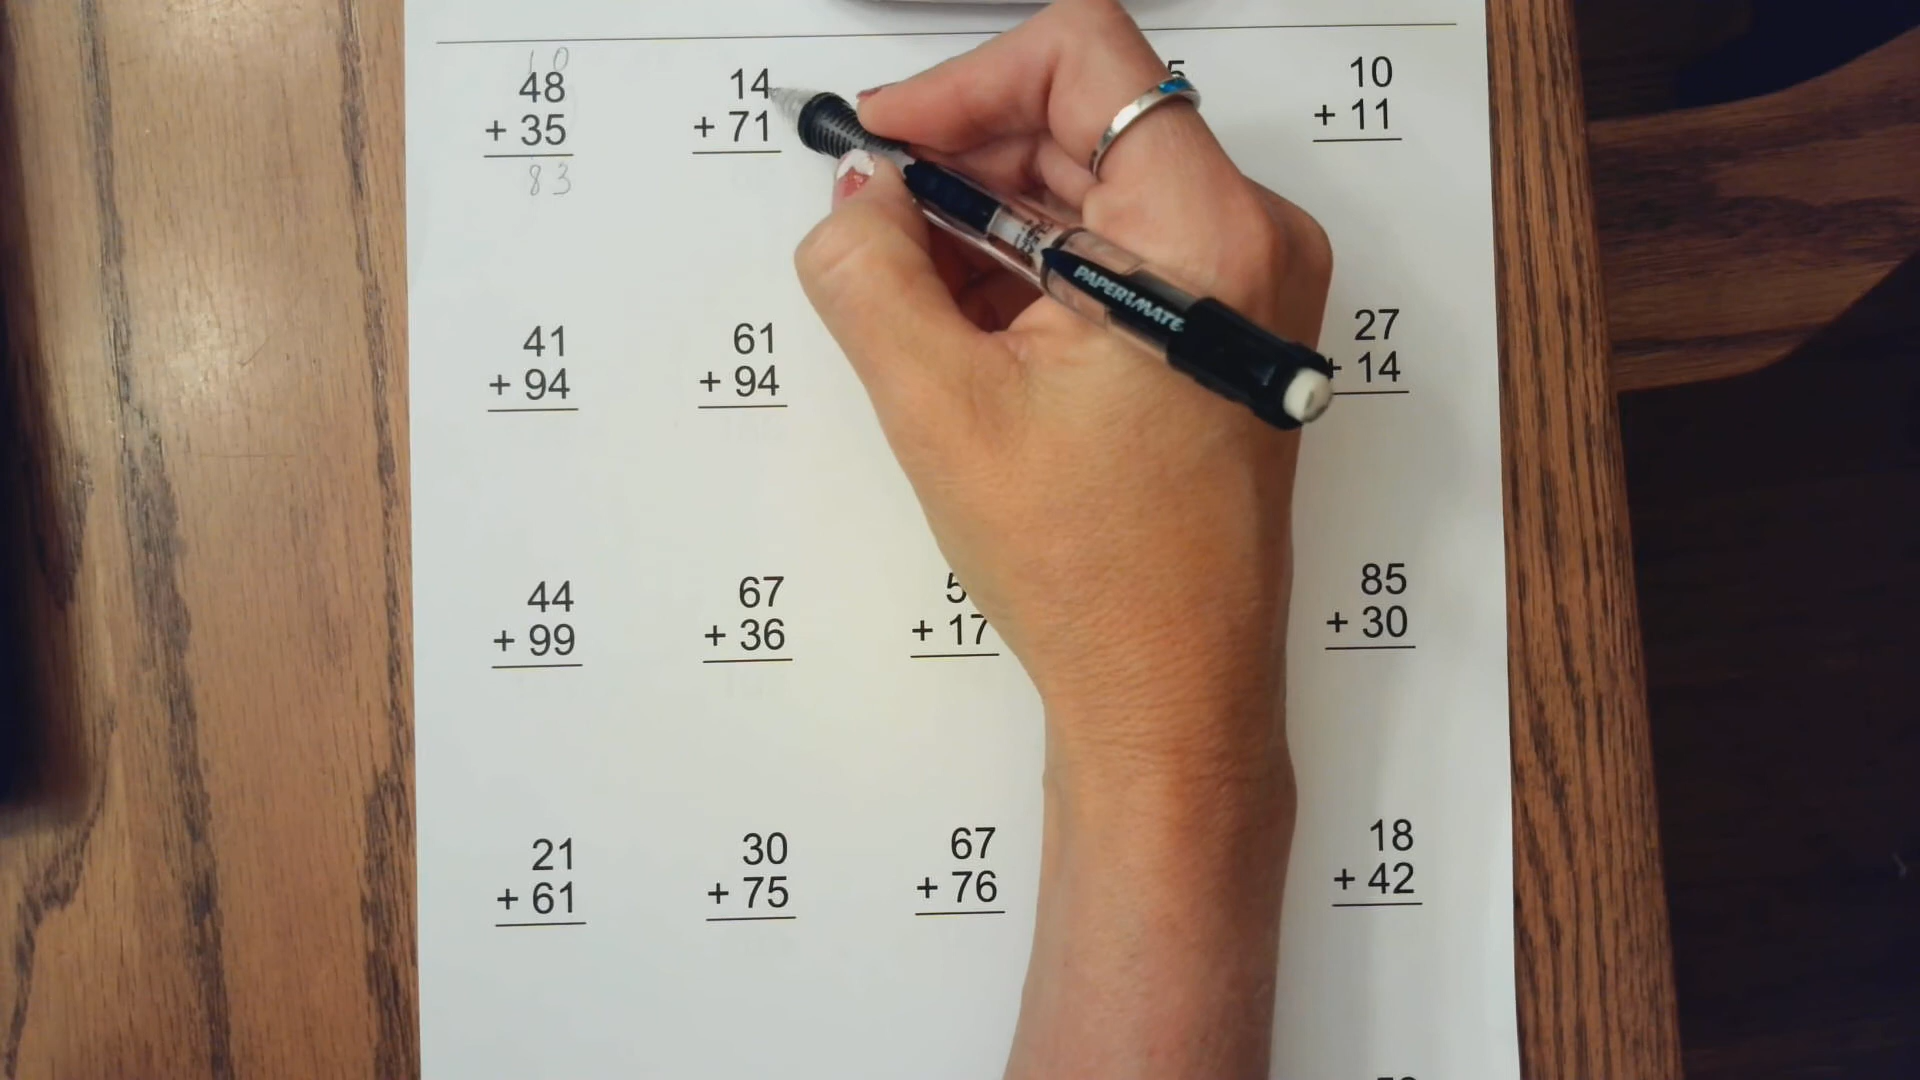 10
48 14 10
+ 35 + 71 + 11
83
41 61 27
+ 94 + 94 + 14
44 67 85
+ 99 + 36 + 17 + 30
21 30 67 18
+ 61 + 75 + 76 + 42
PAPER MATE